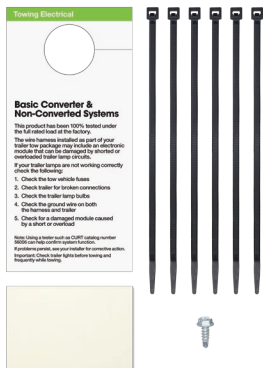 Towing Electrical
Basic Converter &
Non-Converted Systems
This product has been 100% tested under
the full rated load at the factory.
The wire harness installed as part of your
trailer tow package may include an electronic
module that can be damaged by shorted or
overloaded trailer lamp circuits.
If your trailer lamps are not working correctly
check the following:
1. Check the tow vehicle fuses
2. Check trailer for broken connections
3. Check the trailer lamp bulbs
4. Check the ground wire on both
the harness and trailer
5. Check for a damaged module caused
by a short or overload
Note: Using a tester such as CURT catalog number
58006 can help confirm system function.
If problems persist, see your installer for corrective action.
Important: Check trailer lights before towing and
frequently while towing.